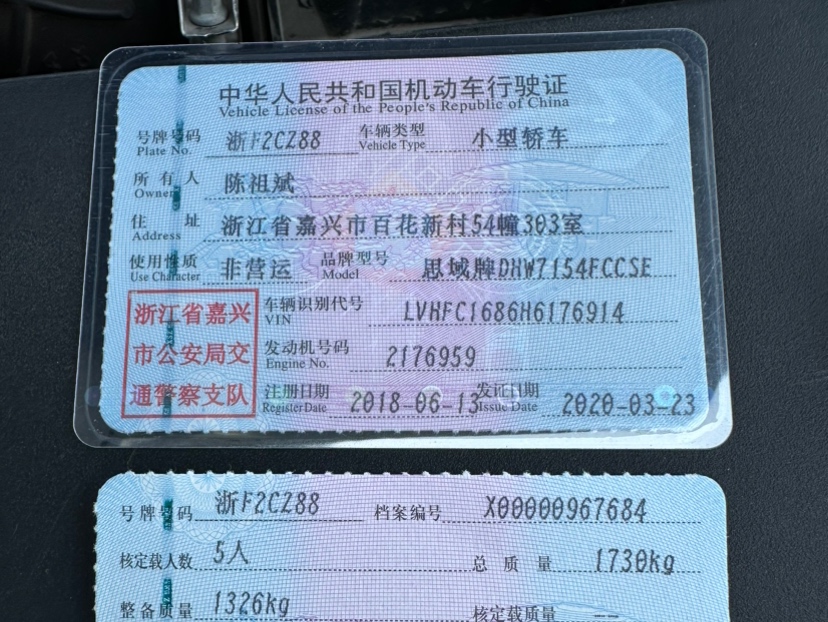 中华人民共和国机动车行驶证
Vehicle License of the People's Republic of China
号牌号码 浙F2CZ88 车辆类型 小型轿车
Plate No. Vehicle Type
所有人 陈祖斌
Owner
住址 浙江省嘉兴市百花新村54幢303室
Address
使用性质 非营运 品牌型号 思域牌DHW7154FCCSE
Use Character Model
浙江省嘉兴
市公安局交
通警察支队
车辆识别代号 LVHFC1686H6176914
VIN
发动机号码 2176959
Engine No.
注册日期 2018-06-13 发证日期 2020-03-23
Register Date Issue Date
号牌号码 浙F2CZ88 档案编号 X00000967684
核定载人数 5人 总质量 1730kg
整备质量 1326kg 核定载质量 --